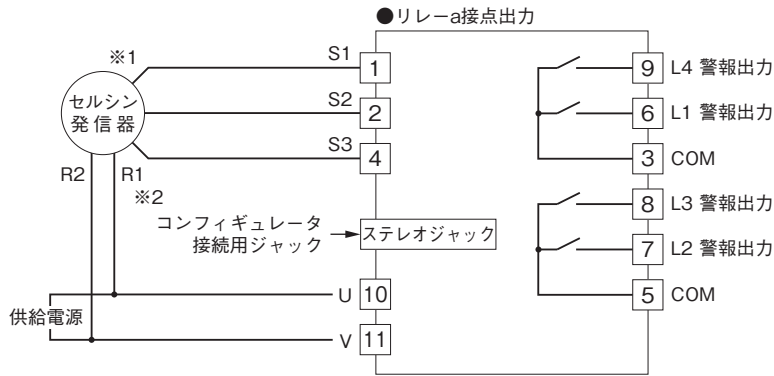 ●リレーa接点出力
※1
S1
1
9
L4 警報出力
セルシン
発信器
S2
2
6
L1 警報出力
S3
4
3
COM
R2
R1
※2
8
L3 警報出力
コンフィギュレータ
接続用ジャック
ステレオジャック
7
L2 警報出力
U
10
5
COM
供給電源
V
11